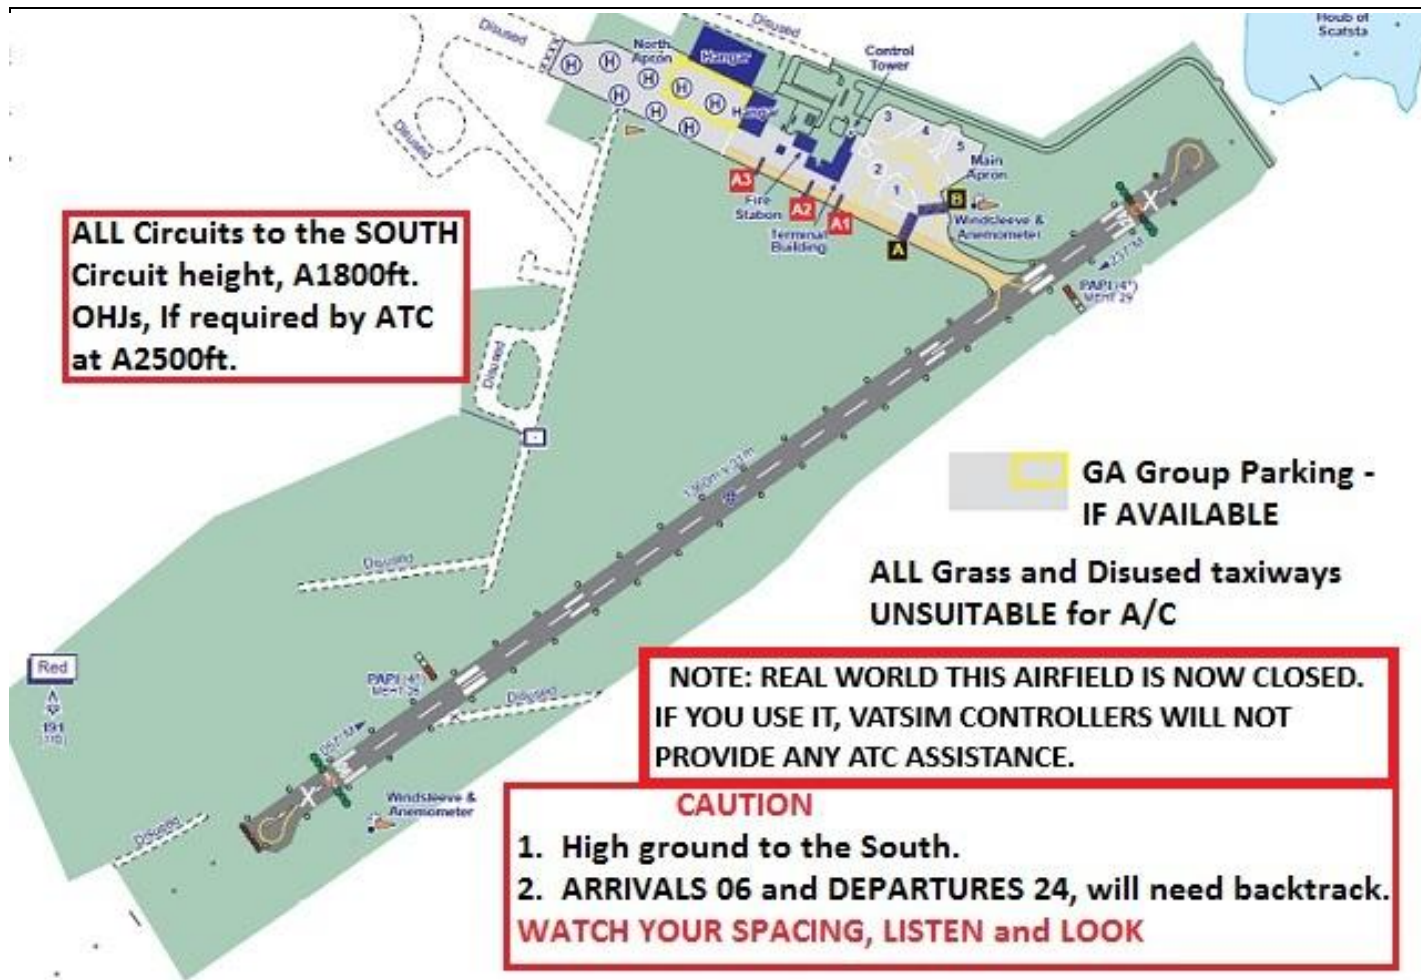 Disused
Disused
Houb of
Scatsta
North
Apron
Hangar
Control
Tower
H
H
H
H
H
H
H
H
Hangar
Disused
3
4
5
2
1
Main
Apron
A3
Fire
Station
A2
Terminal
Building
A1
B
A
Windsleeve &
Anemometer
ALL Circuits to the SOUTH
Circuit height, A1800ft.
OHJs, If required by ATC
at A2500ft.
237°M
PAPI (4°)
MEHT 29
Disused
GA Group Parking -
IF AVAILABLE
Disused
ALL Grass and Disused taxiways
UNSUITABLE for A/C
Red
191
PAPI (4°)
Disused
057°M
NOTE: REAL WORLD THIS AIRFIELD IS NOW CLOSED.
IF YOU USE IT, VATSIM CONTROLLERS WILL NOT
PROVIDE ANY ATC ASSISTANCE.
Windsleeve &
Anemometer
Disused
CAUTION
1. High ground to the South.
2. ARRIVALS 06 and DEPARTURES 24, will need backtrack.
WATCH YOUR SPACING, LISTEN and LOOK